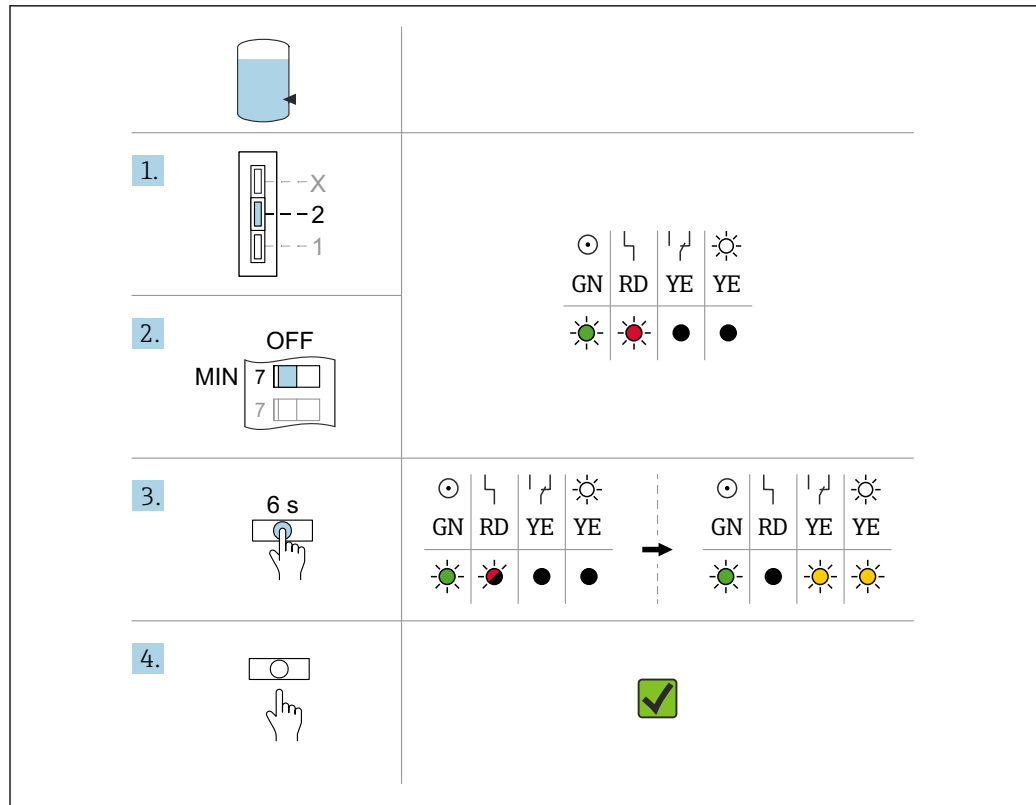 1.
X
2
1
GN RD YE YE
2.
OFF
MIN 7
7
3.
6 s
GN RD YE YE
GN RD YE YE
4.